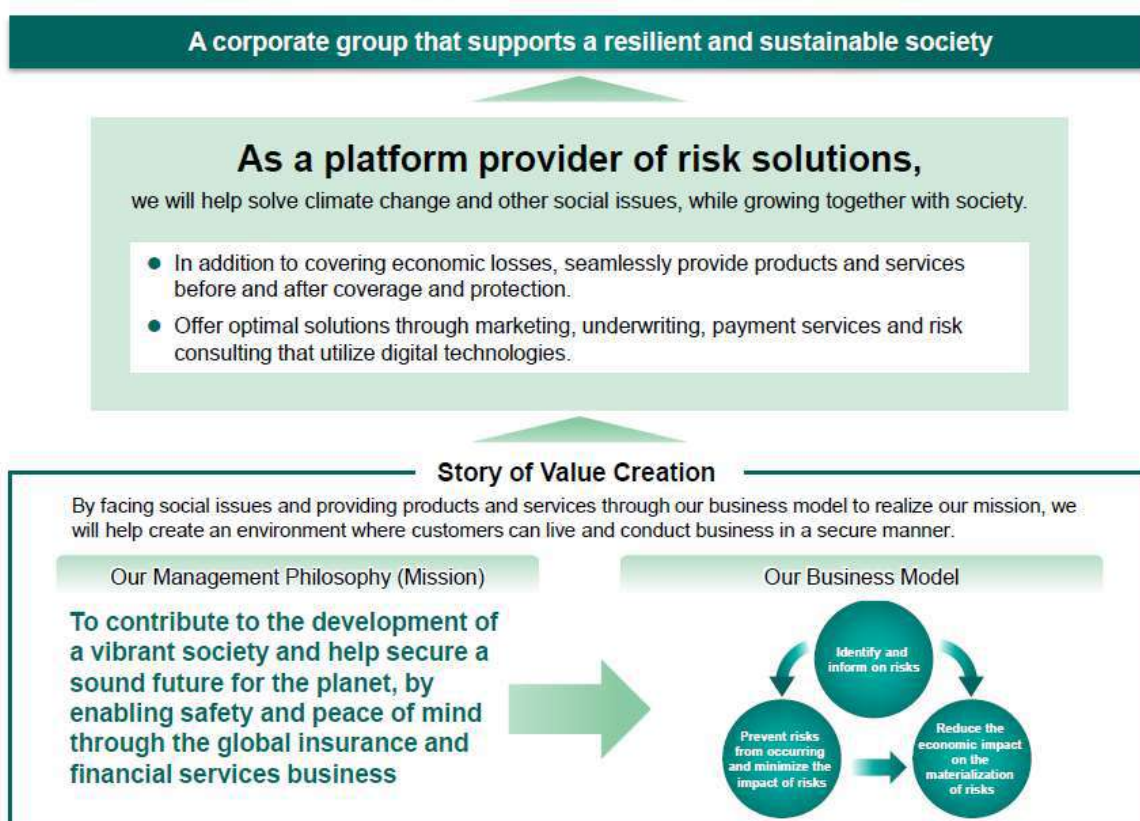 A corporate group that supports a resilient and sustainable society
As a platform provider of risk solutions,
we will help solve climate change and other social issues, while growing together with society.
● In addition to covering economic losses, seamlessly provide products and services
before and after coverage and protection.
● Offer optimal solutions through marketing, underwriting, payment services and risk
consulting that utilize digital technologies.
Story of Value Creation
By facing social issues and providing products and services through our business model to realize our mission, we
will help create an environment where customers can live and conduct business in a secure manner.
Our Management Philosophy (Mission)
To contribute to the development of
a vibrant society and help secure a
sound future for the planet, by
enabling safety and peace of mind
through the global insurance and
financial services business
Our Business Model
Identify and
inform on risks
Prevent risks
from occurring
and minimize the
impact of risks
Reduce the
economic impact
on the
materialization
of risks